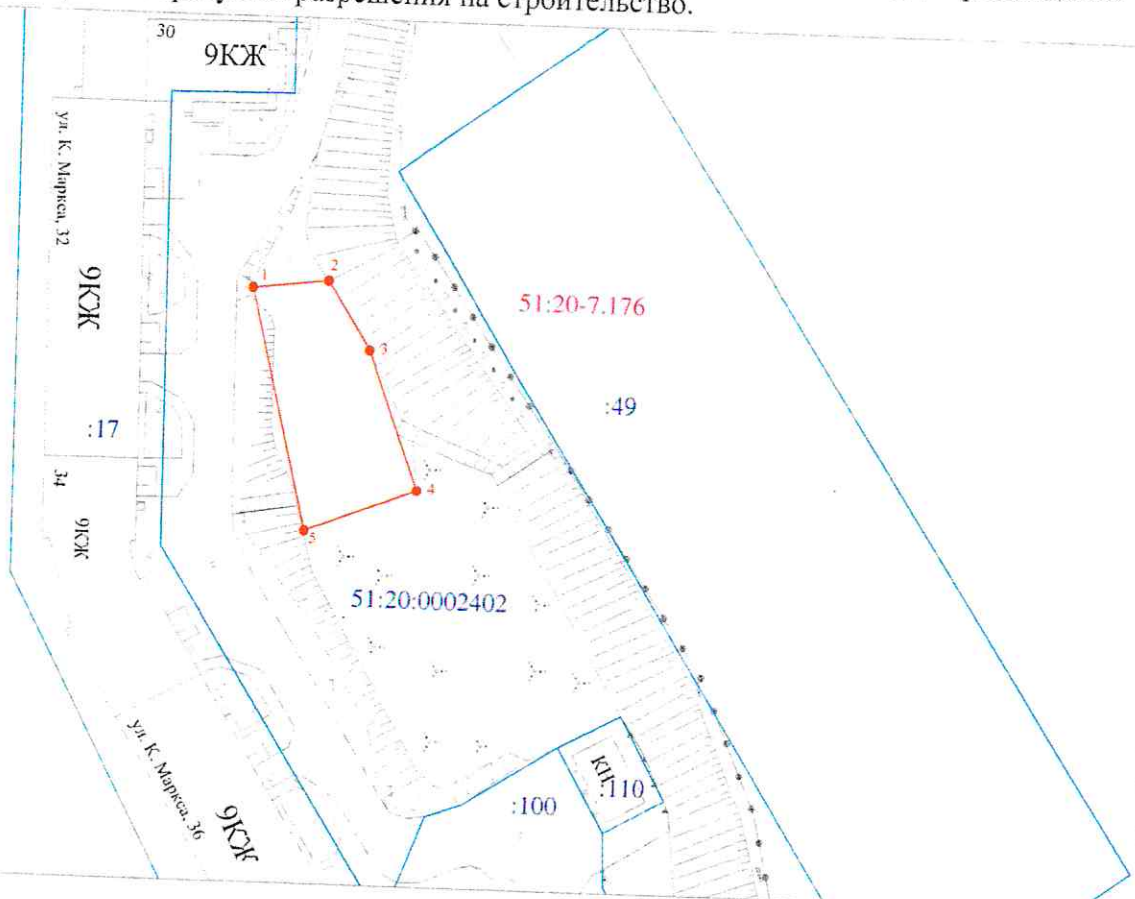 разрешения на строительство.
30
9КЖ
ул. К. Маркса, 32
9КЖ
1
2
3
4
5
51:20-7.176
:49
:17
34
9КЖ
51:20:0002402
ул. К. Маркса, 36
9КЖ
КН
:110
:100